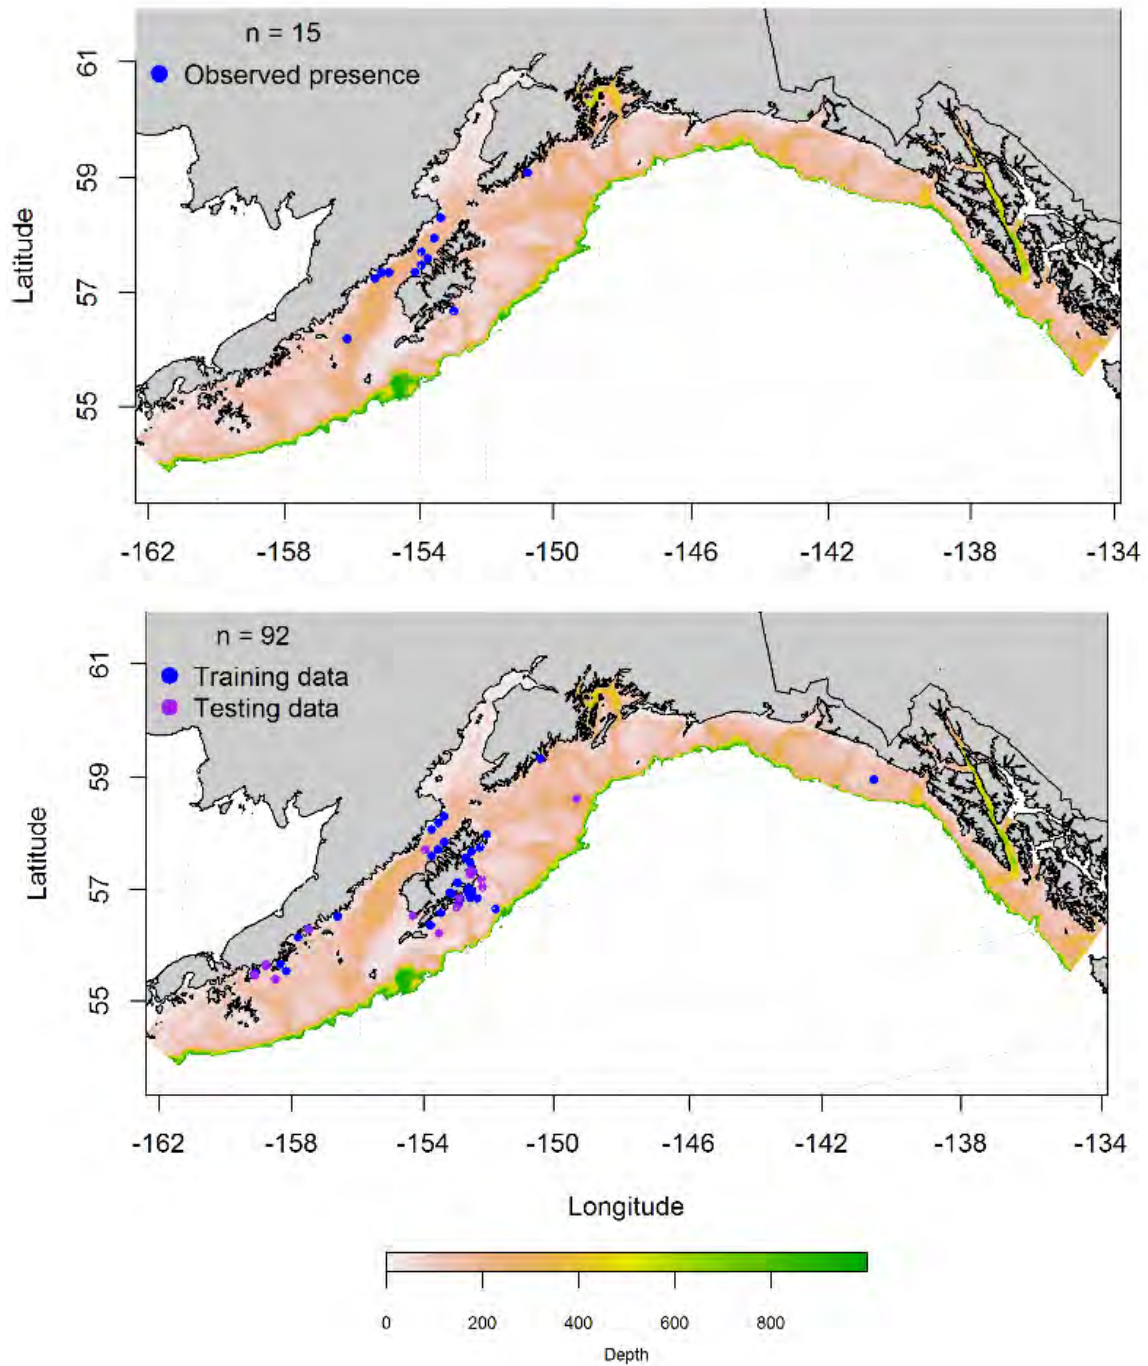 n = 15
Observed presence
61
59
57
55
Latitude
-162 -158 -154 -150 -146 -142 -138 -134
n = 92
Training data
Testing data
61
59
57
55
Latitude
-162 -158 -154 -150 -146 -142 -138 -134
Longitude
0 200 400 600 800
Depth